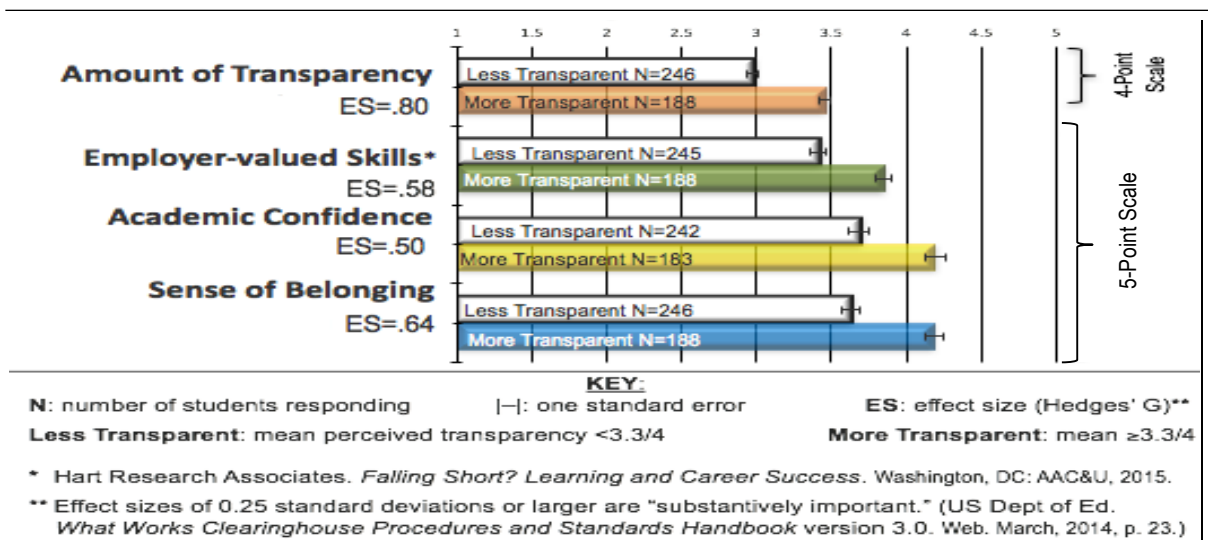 1 1.5 2 2.5 3 3.5 4 4.5 5
Amount of Transparency
ES=.80
Less Transparent N=246
More Transparent N=188
4-Point
Scale
Employer-valued Skills*
ES=.58
Less Transparent N=245
More Transparent N=188
Academic Confidence
ES=.50
Less Transparent N=242
More Transparent N=183
Sense of Belonging
ES=.64
Less Transparent N=246
More Transparent N=188
5-Point Scale
KEY:
N: number of students responding |–|: one standard error ES: effect size (Hedges' G)**
Less Transparent: mean perceived transparency <3.3/4 More Transparent: mean ≥3.3/4
* Hart Research Associates. Falling Short? Learning and Career Success. Washington, DC: AAC&U, 2015.
** Effect sizes of 0.25 standard deviations or larger are “substantively important.” (US Dept of Ed.
What Works Clearinghouse Procedures and Standards Handbook version 3.0. Web. March, 2014, p. 23.)